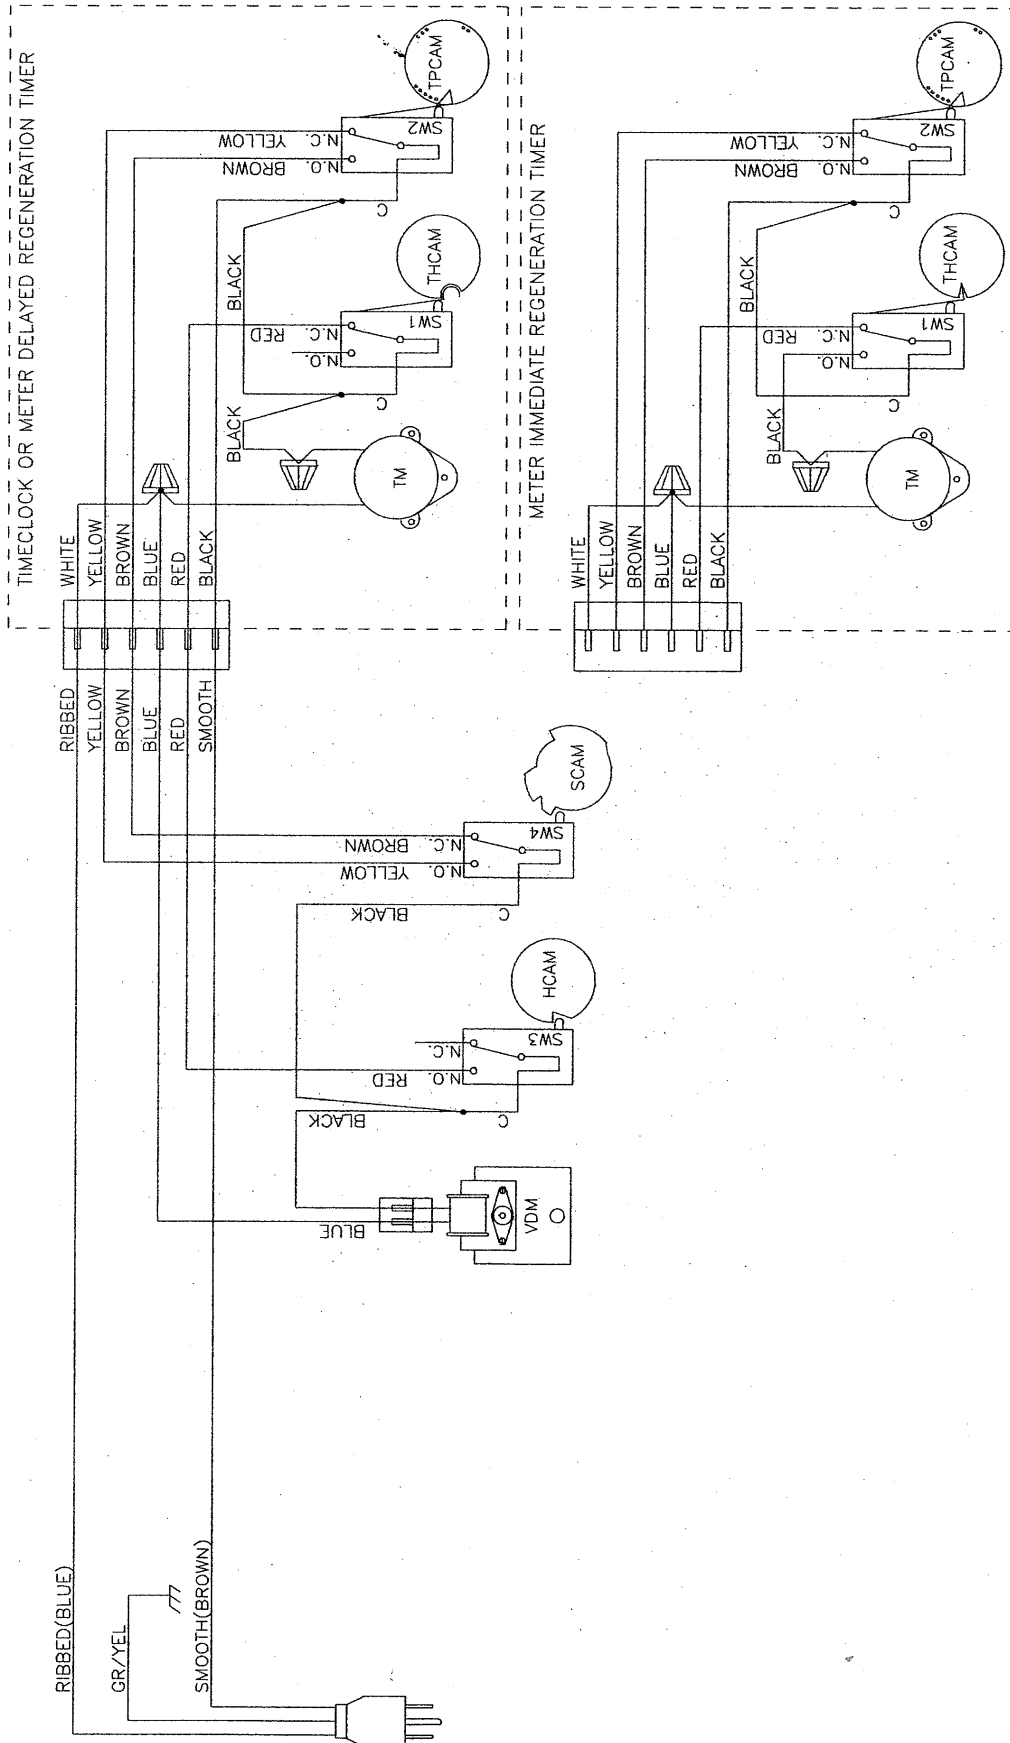 TIMECLOCK OR METER DELAYED REGENERATION TIMER
WHITE
YELLOW
BROWN
BLUE
RED
BLACK
BLACK
BLACK
TM
C
N.O.
N.C.
RED
SW1
THCAM
C
BROWN
N.O.
YELLOW
N.C.
SW2
TPCAM
METER IMMEDIATE REGENERATION TIMER
WHITE
YELLOW
BROWN
BLUE
RED
BLACK
BLACK
BLACK
TM
C
N.O.
N.C.
RED
SW1
THCAM
C
BROWN
N.O.
YELLOW
N.C.
SW2
TPCAM
RIBBED
YELLOW
BROWN
BLUE
RED
SMOOTH
BROWN
N.C.
YELLOW
N.O.
SW4
SCAM
BLACK
C
N.C.
RED
N.O.
SW3
HCAM
BLACK
C
BLUE
VDM
RIBBED(BLUE)
GR/YEL
SMOOTH(BROWN)